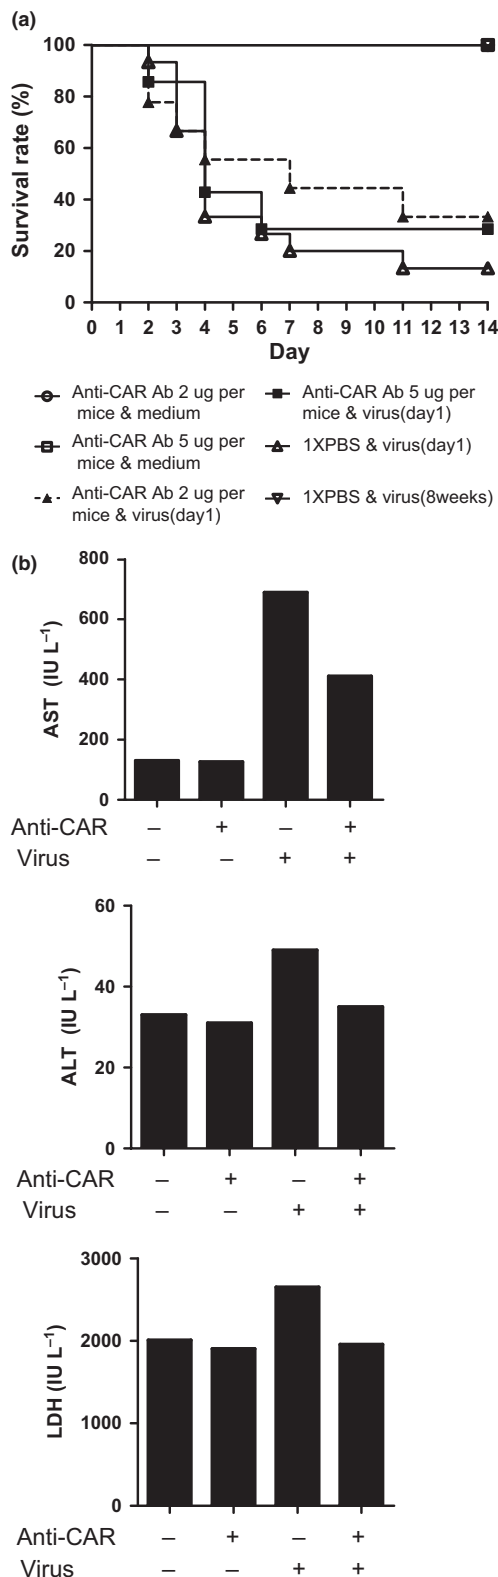 (a)
Survival rate (%)
100
80
60
40
20
0
0 1 2 3 4 5 6 7 8 9 10 11 12 13 14
Day
Anti-CAR Ab 2 ug per
mice & medium
Anti-CAR Ab 5 ug per
mice & medium
Anti-CAR Ab 2 ug per
mice & virus(day1)
Anti-CAR Ab 5 ug per
mice & virus(day1)
1XPBS & virus(day1)
1XPBS & virus(8weeks)
(b)
AST (IU L⁻¹)
800
600
400
200
0
Anti-CAR – + – +
Virus – – + +
ALT (IU L⁻¹)
60
40
20
0
Anti-CAR – + – +
Virus – – + +
LDH (IU L⁻¹)
3000
2000
1000
0
Anti-CAR – + – +
Virus – – + +